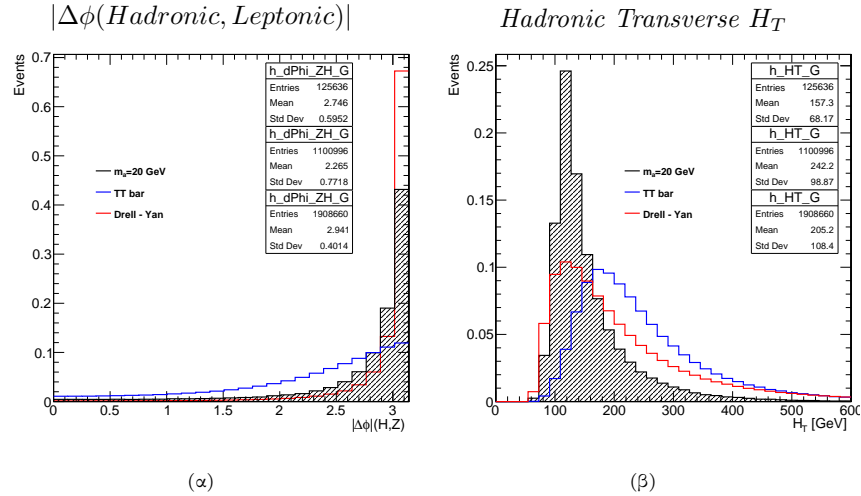 |Δϕ(Hadronic, Leptonic)|
Hadronic Transverse H_T
Events
0.7
0.6
0.5
0.4
0.3
0.2
0.1
0
0 0.5 1 1.5 2 2.5 3
|Δϕ|(H,Z)
h_dPhi_ZH_G
Entries 125636
Mean 2.746
Std Dev 0.5952
h_dPhi_ZH_G
Entries 1100996
Mean 2.265
Std Dev 0.7718
h_dPhi_ZH_G
Entries 1908660
Mean 2.941
Std Dev 0.4014
m_a=20 GeV
TT bar
Drell - Yan
(α)
Events
0.25
0.2
0.15
0.1
0.05
0
0 100 200 300 400 500 600
H_T [GeV]
h_HT_G
Entries 125636
Mean 157.3
Std Dev 68.17
h_HT_G
Entries 1100996
Mean 242.2
Std Dev 98.87
h_HT_G
Entries 1908660
Mean 205.2
Std Dev 108.4
m_a=20 GeV
TT bar
Drell - Yan
(β)